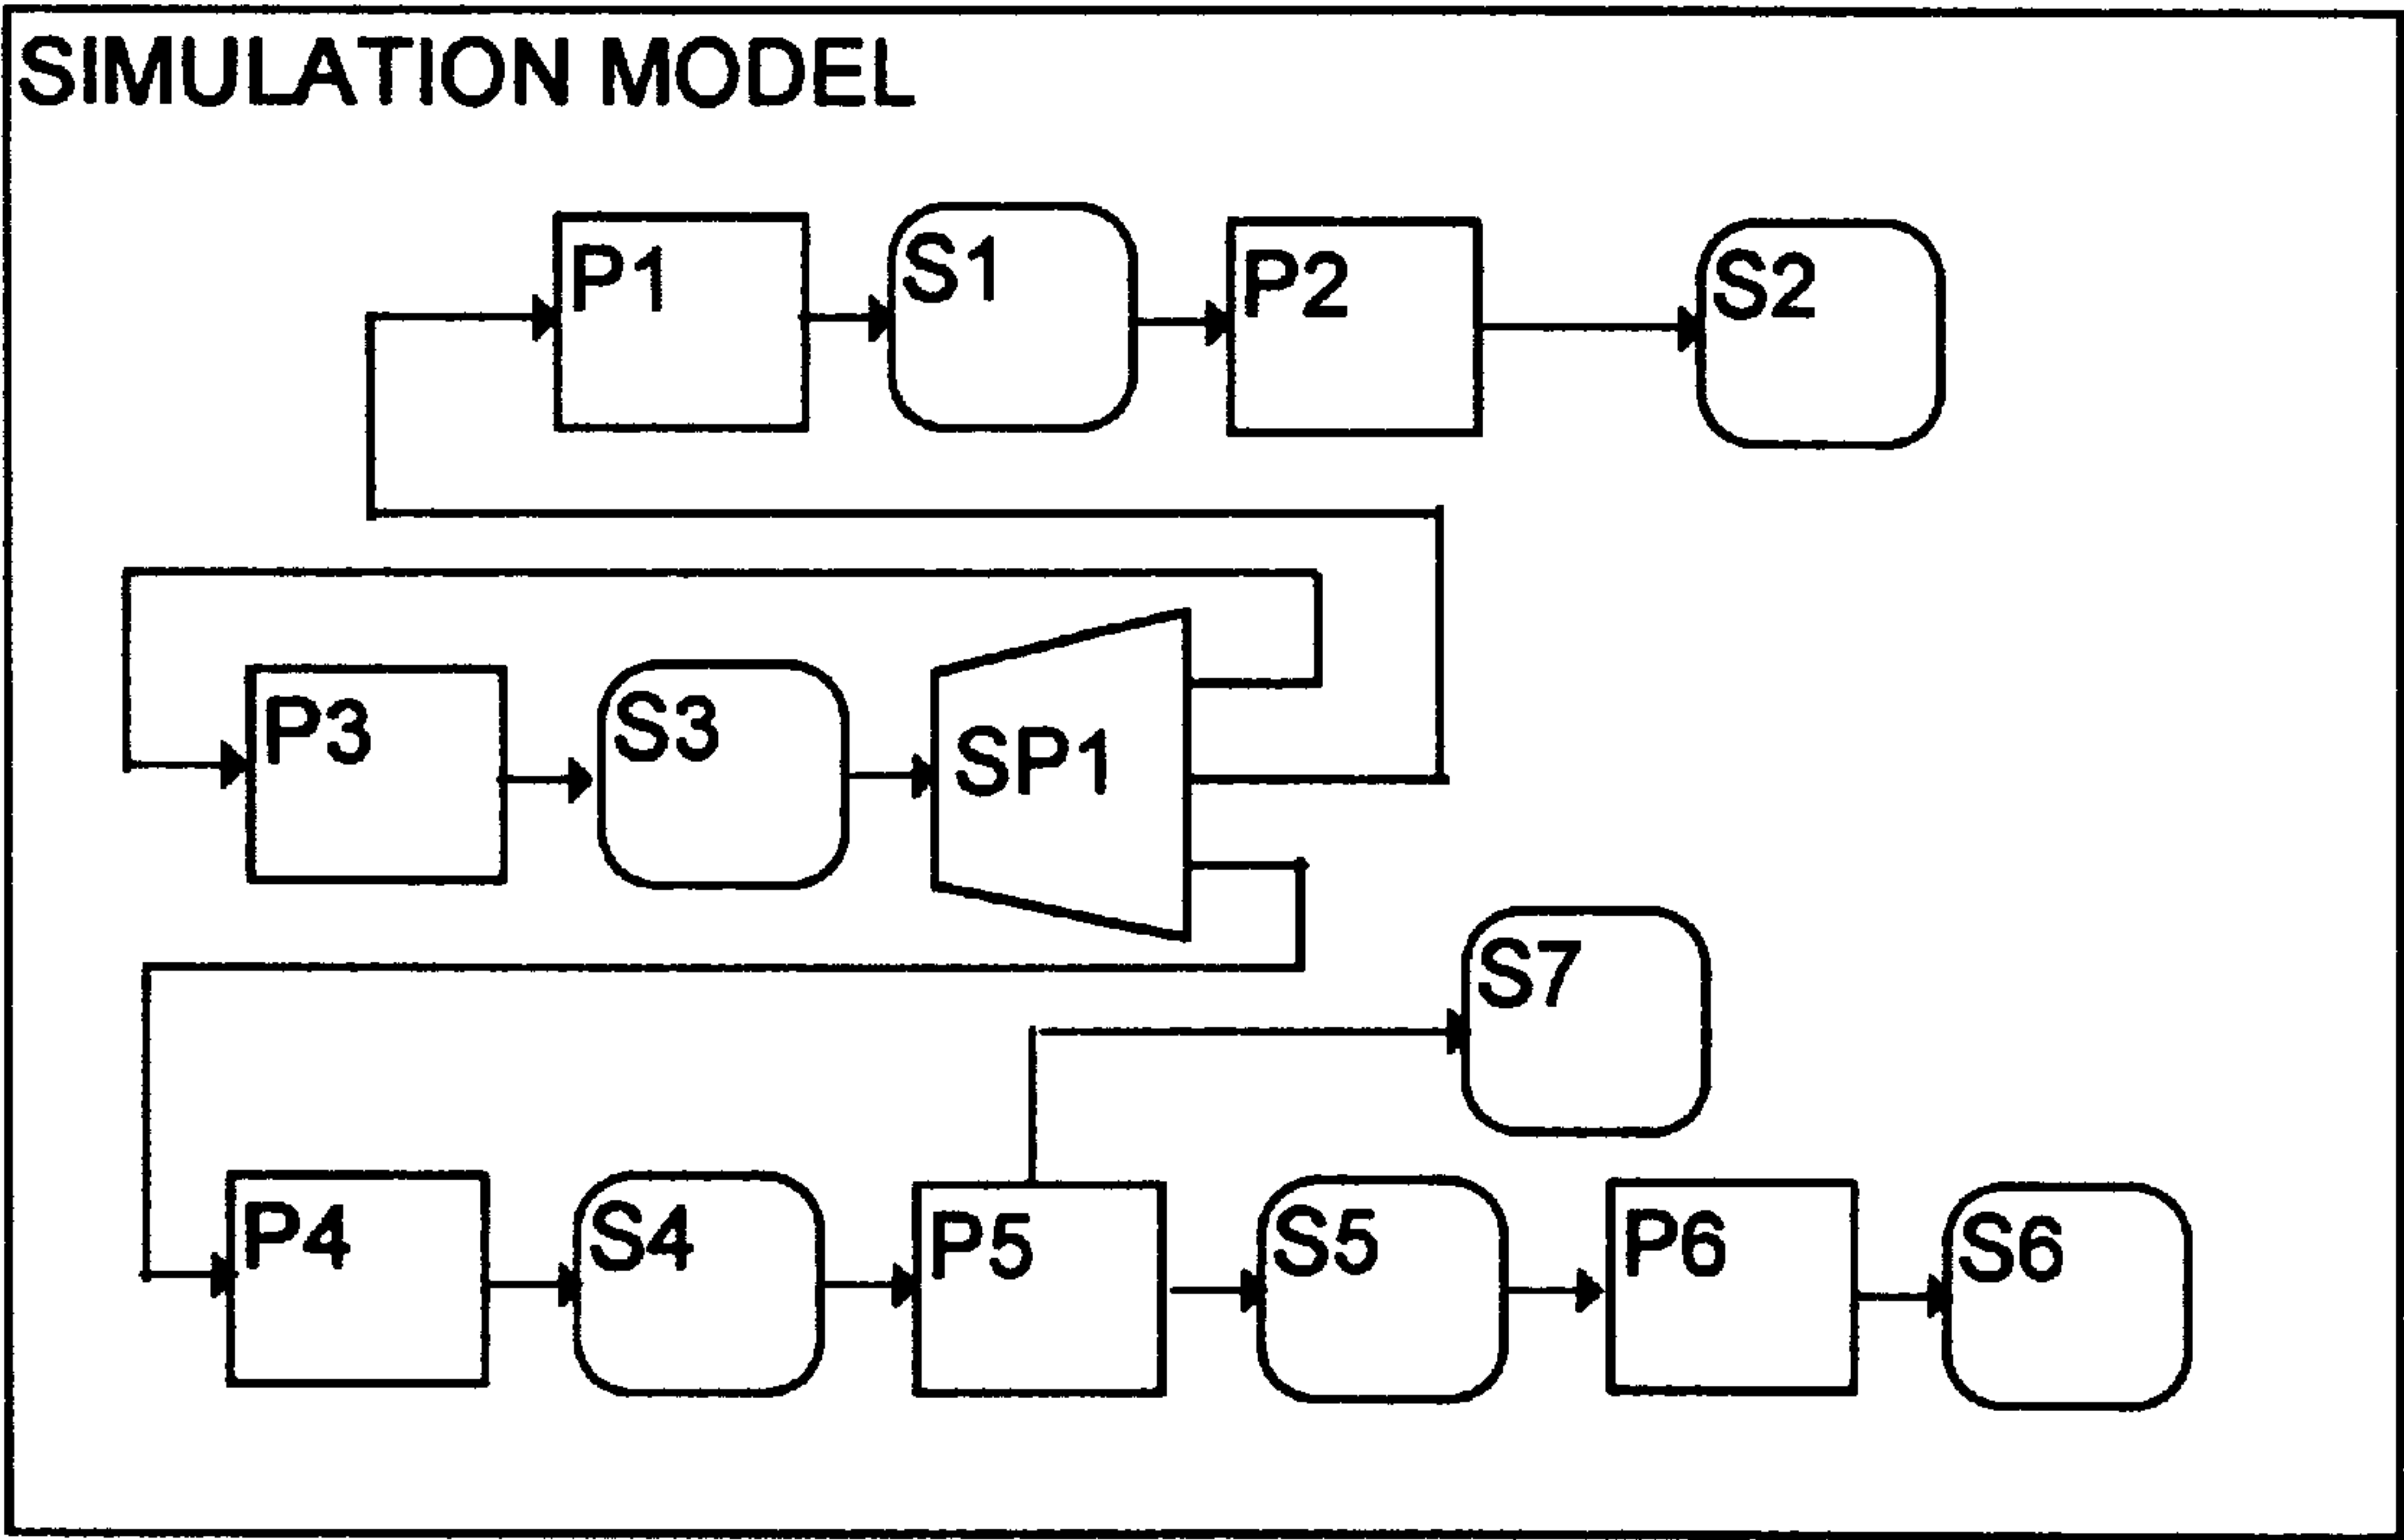 SIMULATION MODEL
P1
S1
P2
S2
P3
S3
SP1
S7
P4
S4
P5
S5
P6
S6